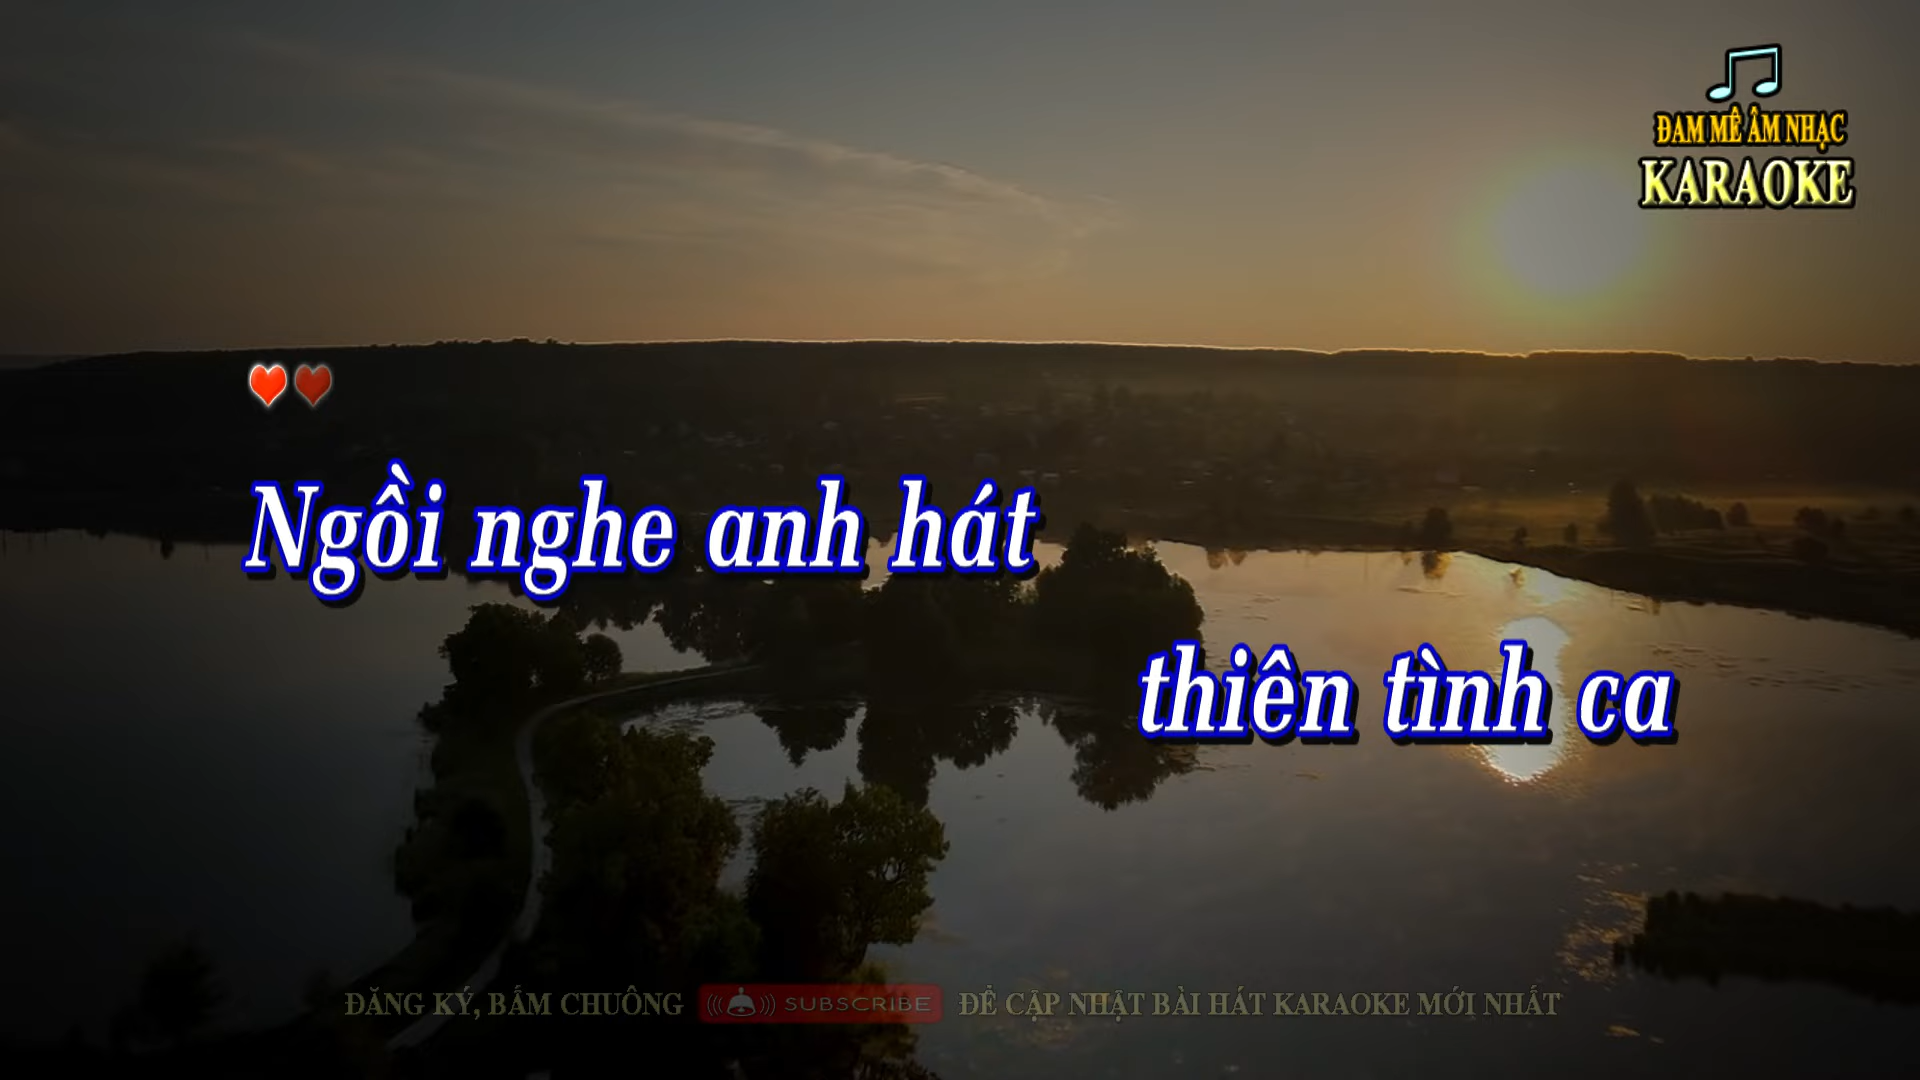 ĐAM MÊ ÂM NHẠC
KARAOKE
Ngồi nghe anh hát
thiên tình ca
ĐĂNG KÝ, BẤM CHUÔNG SUBSCRIBE ĐỂ CẬP NHẬT BÀI HÁT KARAOKE MỚI NHẤT